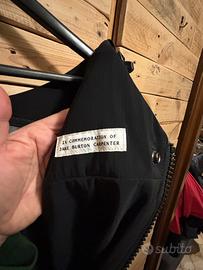 IN COMMEMORATION OF
JAKE BURTON CARPENTER
subito